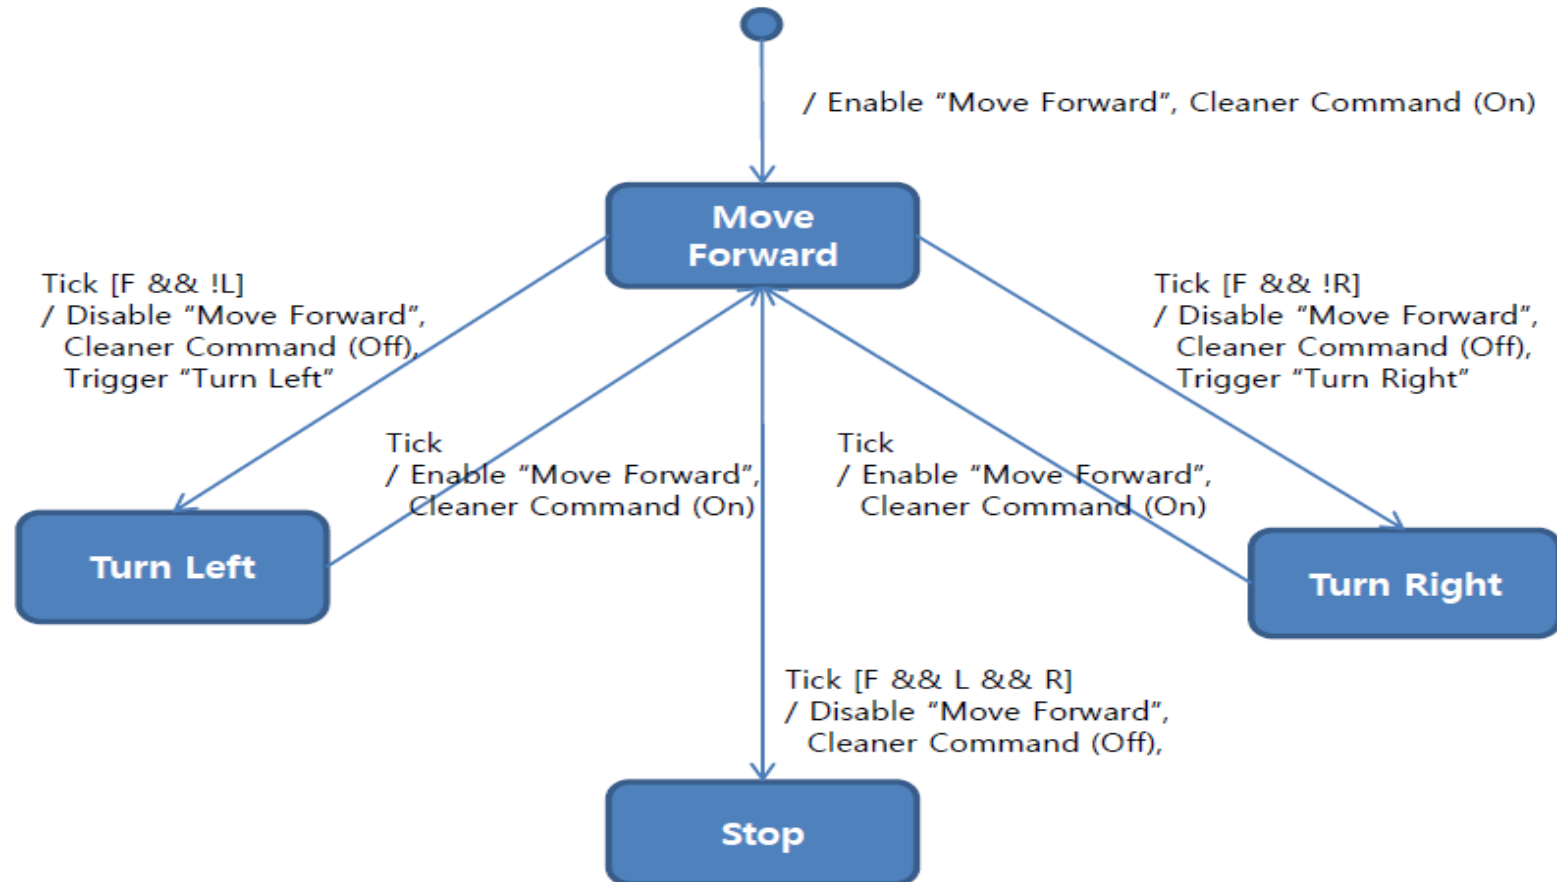 / Enable “Move Forward”, Cleaner Command (On)
Move
Forward
Tick [F && !L]
/ Disable “Move Forward”,
Cleaner Command (Off),
Trigger “Turn Left”
Tick [F && !R]
/ Disable “Move Forward”,
Cleaner Command (Off),
Trigger “Turn Right”
Tick
/ Enable “Move Forward”,
Cleaner Command (On)
Tick
/ Enable “Move Forward”,
Cleaner Command (On)
Turn Left
Turn Right
Tick [F && L && R]
/ Disable “Move Forward”,
Cleaner Command (Off),
Stop